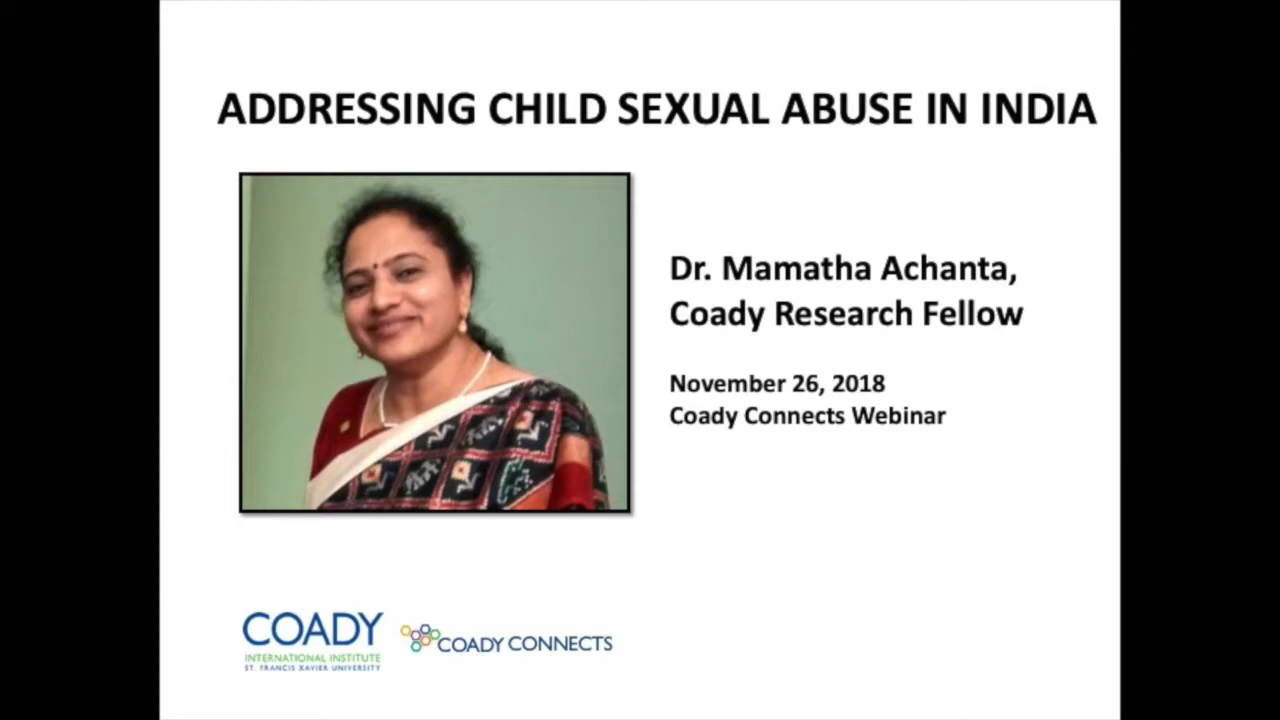 ADDRESSING CHILD SEXUAL ABUSE IN INDIA
Dr. Mamatha Achanta,
Coady Research Fellow
November 26, 2018
Coady Connects Webinar
COADY
INTERNATIONAL INSTITUTE
ST. FRANCIS XAVIER UNIVERSITY
COADY CONNECTS